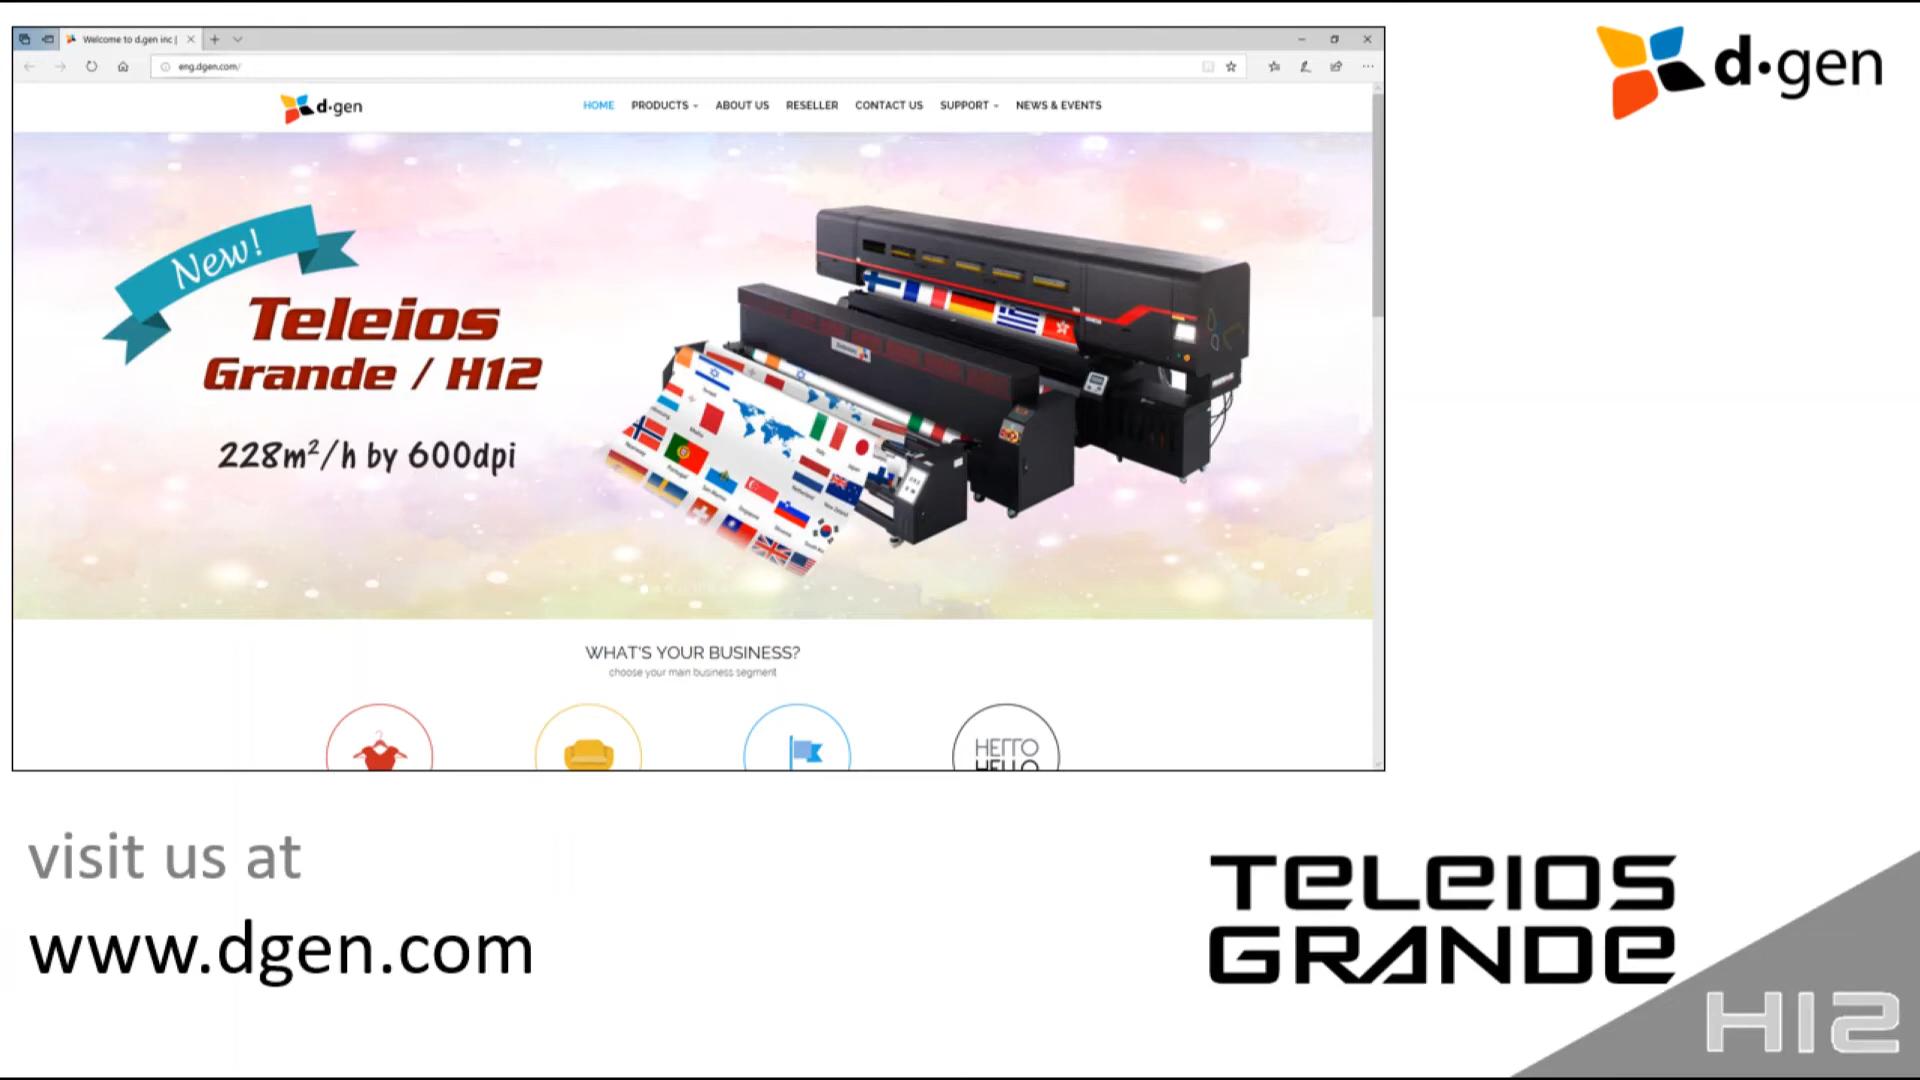 Welcome to d.gen inc |
eng.dgen.com/
d·gen
HOME PRODUCTS ABOUT US RESELLER CONTACT US SUPPORT NEWS & EVENTS
New!
Teleios
Grande / H12
228m²/h by 600dpi
WHAT'S YOUR BUSINESS?
choose your main business segment
HELLO
HELLO
d·gen
visit us at
www.dgen.com
TELEIOS
GRANDE
H12